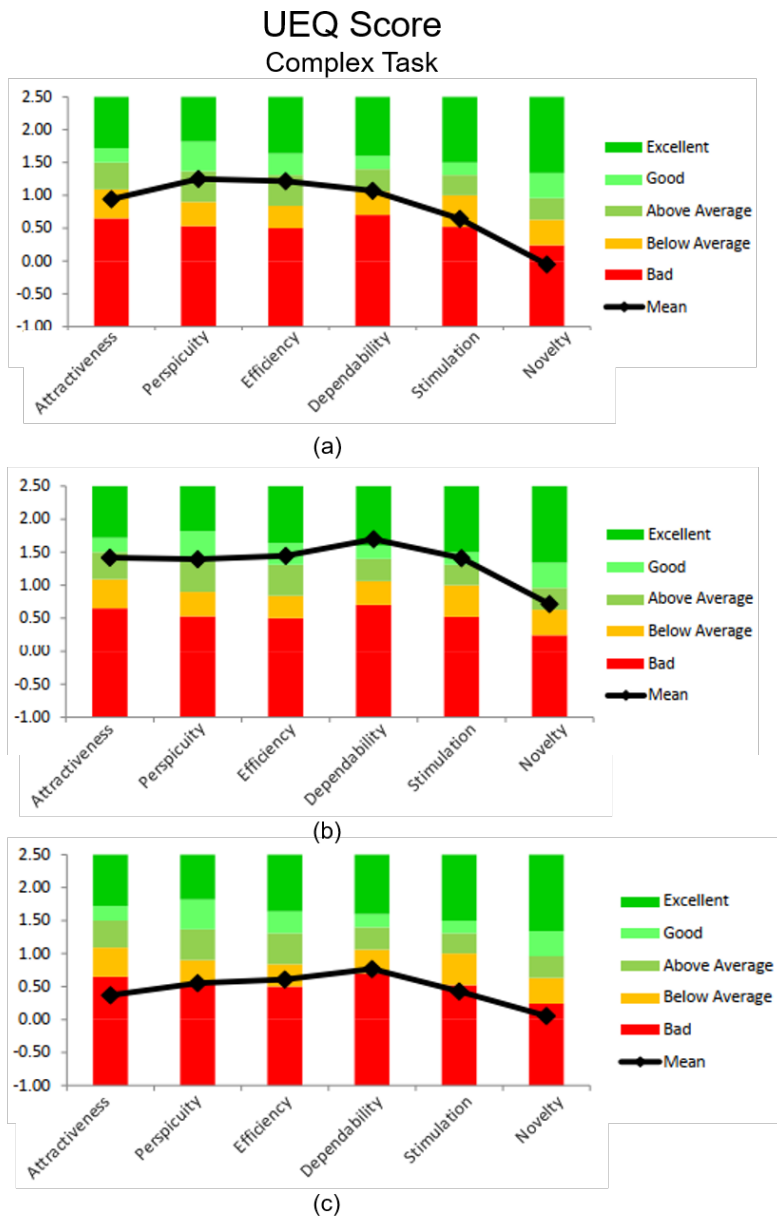 UEQ Score
Complex Task
2.50
2.00
1.50
1.00
0.50
0.00
-0.50
-1.00
Attractiveness
Perspicuity
Efficiency
Dependability
Stimulation
Novelty
Excellent
Good
Above Average
Below Average
Bad
Mean
(a)
2.50
2.00
1.50
1.00
0.50
0.00
-0.50
-1.00
Attractiveness
Perspicuity
Efficiency
Dependability
Stimulation
Novelty
Excellent
Good
Above Average
Below Average
Bad
Mean
(b)
2.50
2.00
1.50
1.00
0.50
0.00
-0.50
-1.00
Attractiveness
Perspicuity
Efficiency
Dependability
Stimulation
Novelty
Excellent
Good
Above Average
Below Average
Bad
Mean
(c)